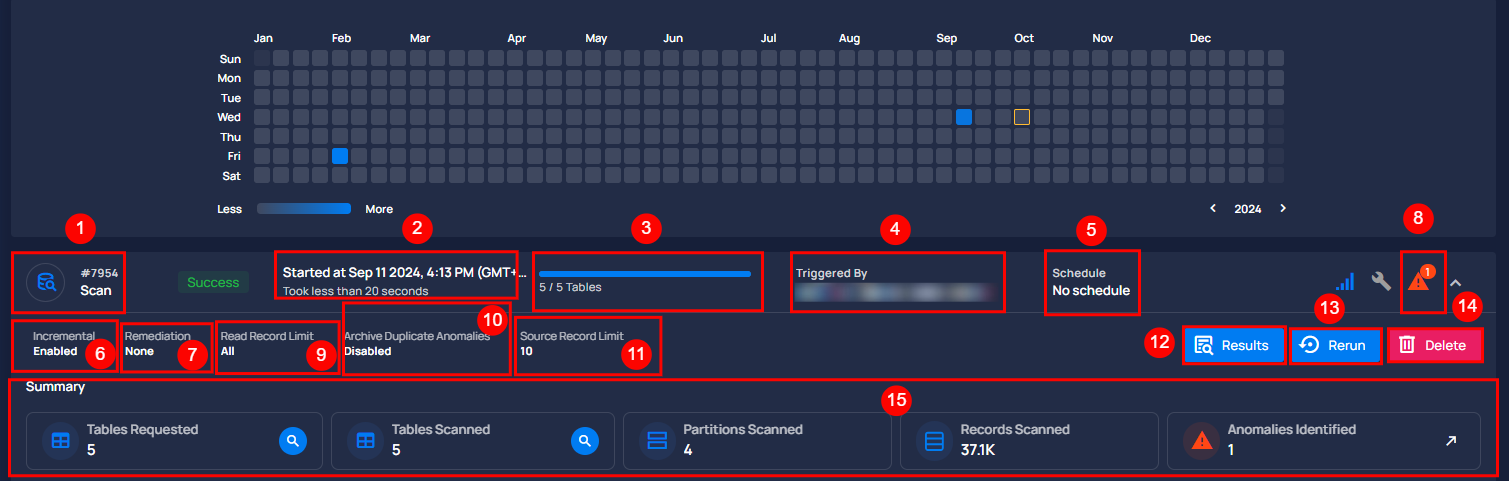 Jan Feb Mar Apr May Jun Jul Aug Sep Oct Nov Dec
Sun
Mon
Tue
Wed
Thu
Fri
Sat
Less More 2024
1 2 3 4 5 8
#7954
Scan
Success
Started at Sep 11 2024, 4:13 PM (GMT+...
Took less than 20 seconds
5 / 5 Tables
Triggered By
Schedule
No schedule
1
10 13 14
Incremental
Enabled
6
Remediation
None
7
Read Record Limit
All
9
Archive Duplicate Anomalies
Disabled
Source Record Limit
10
11
12
Results
Rerun
Delete
Summary
15
Tables Requested
5
Tables Scanned
5
Partitions Scanned
4
Records Scanned
37.1K
Anomalies Identified
1